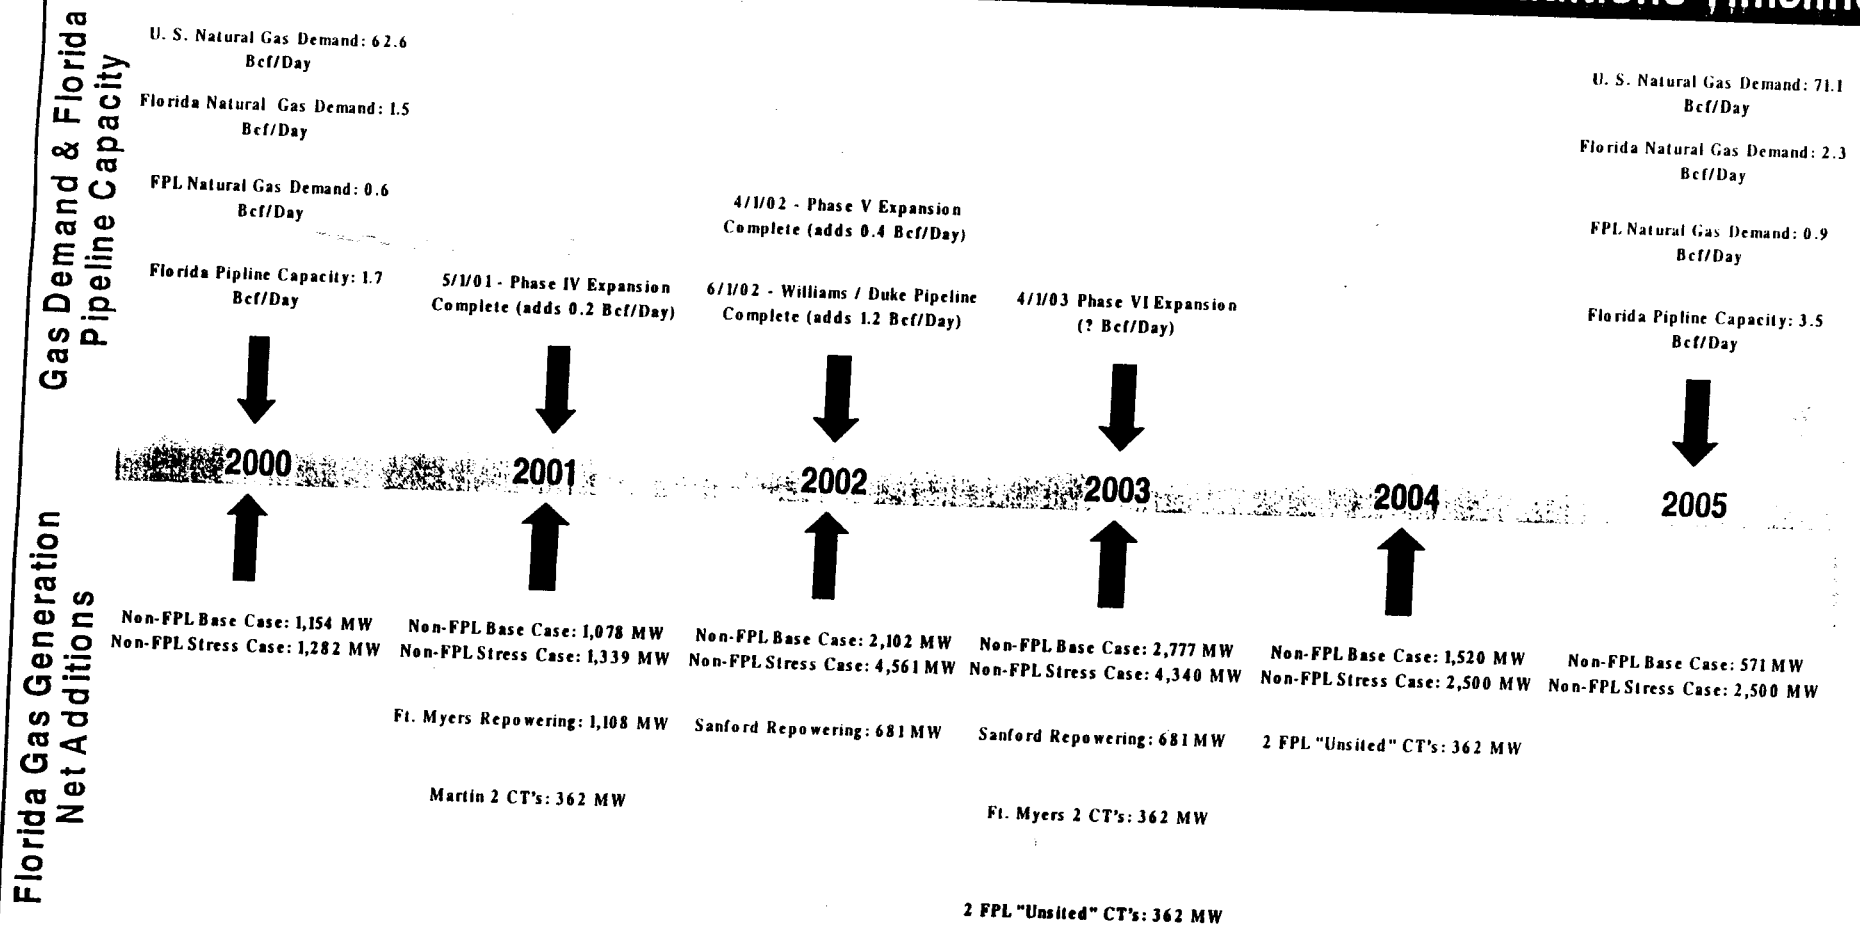 Timeline
Gas Demand & Florida
Pipeline Capacity
U. S. Natural Gas Demand: 62.6
Bcf/Day
Florida Natural Gas Demand: 1.5
Bcf/Day
FPL Natural Gas Demand: 0.6
Bcf/Day
Florida Pipline Capacity: 1.7
Bcf/Day
5/1/01 - Phase IV Expansion
Complete (adds 0.2 Bcf/Day)
4/1/02 - Phase V Expansion
Complete (adds 0.4 Bcf/Day)
6/1/02 - Williams / Duke Pipeline
Complete (adds 1.2 Bcf/Day)
4/1/03 Phase VI Expansion
(? Bcf/Day)
U. S. Natural Gas Demand: 71.1
Bcf/Day
Florida Natural Gas Demand: 2.3
Bcf/Day
FPL Natural Gas Demand: 0.9
Bcf/Day
Florida Pipline Capacity: 3.5
Bcf/Day
2000
2001
2002
2003
2004
2005
Florida Gas Generation
Net Additions
Non-FPL Base Case: 1,154 MW
Non-FPL Stress Case: 1,282 MW
Non-FPL Base Case: 1,078 MW
Non-FPL Stress Case: 1,339 MW
Ft. Myers Repowering: 1,108 MW
Martin 2 CT's: 362 MW
Non-FPL Base Case: 2,102 MW
Non-FPL Stress Case: 4,561 MW
Sanford Repowering: 681 MW
Non-FPL Base Case: 2,777 MW
Non-FPL Stress Case: 4,340 MW
Sanford Repowering: 681 MW
Ft. Myers 2 CT's: 362 MW
2 FPL "Unsited" CT's: 362 MW
Non-FPL Base Case: 1,520 MW
Non-FPL Stress Case: 2,500 MW
2 FPL "Unsited" CT's: 362 MW
Non-FPL Base Case: 571 MW
Non-FPL Stress Case: 2,500 MW